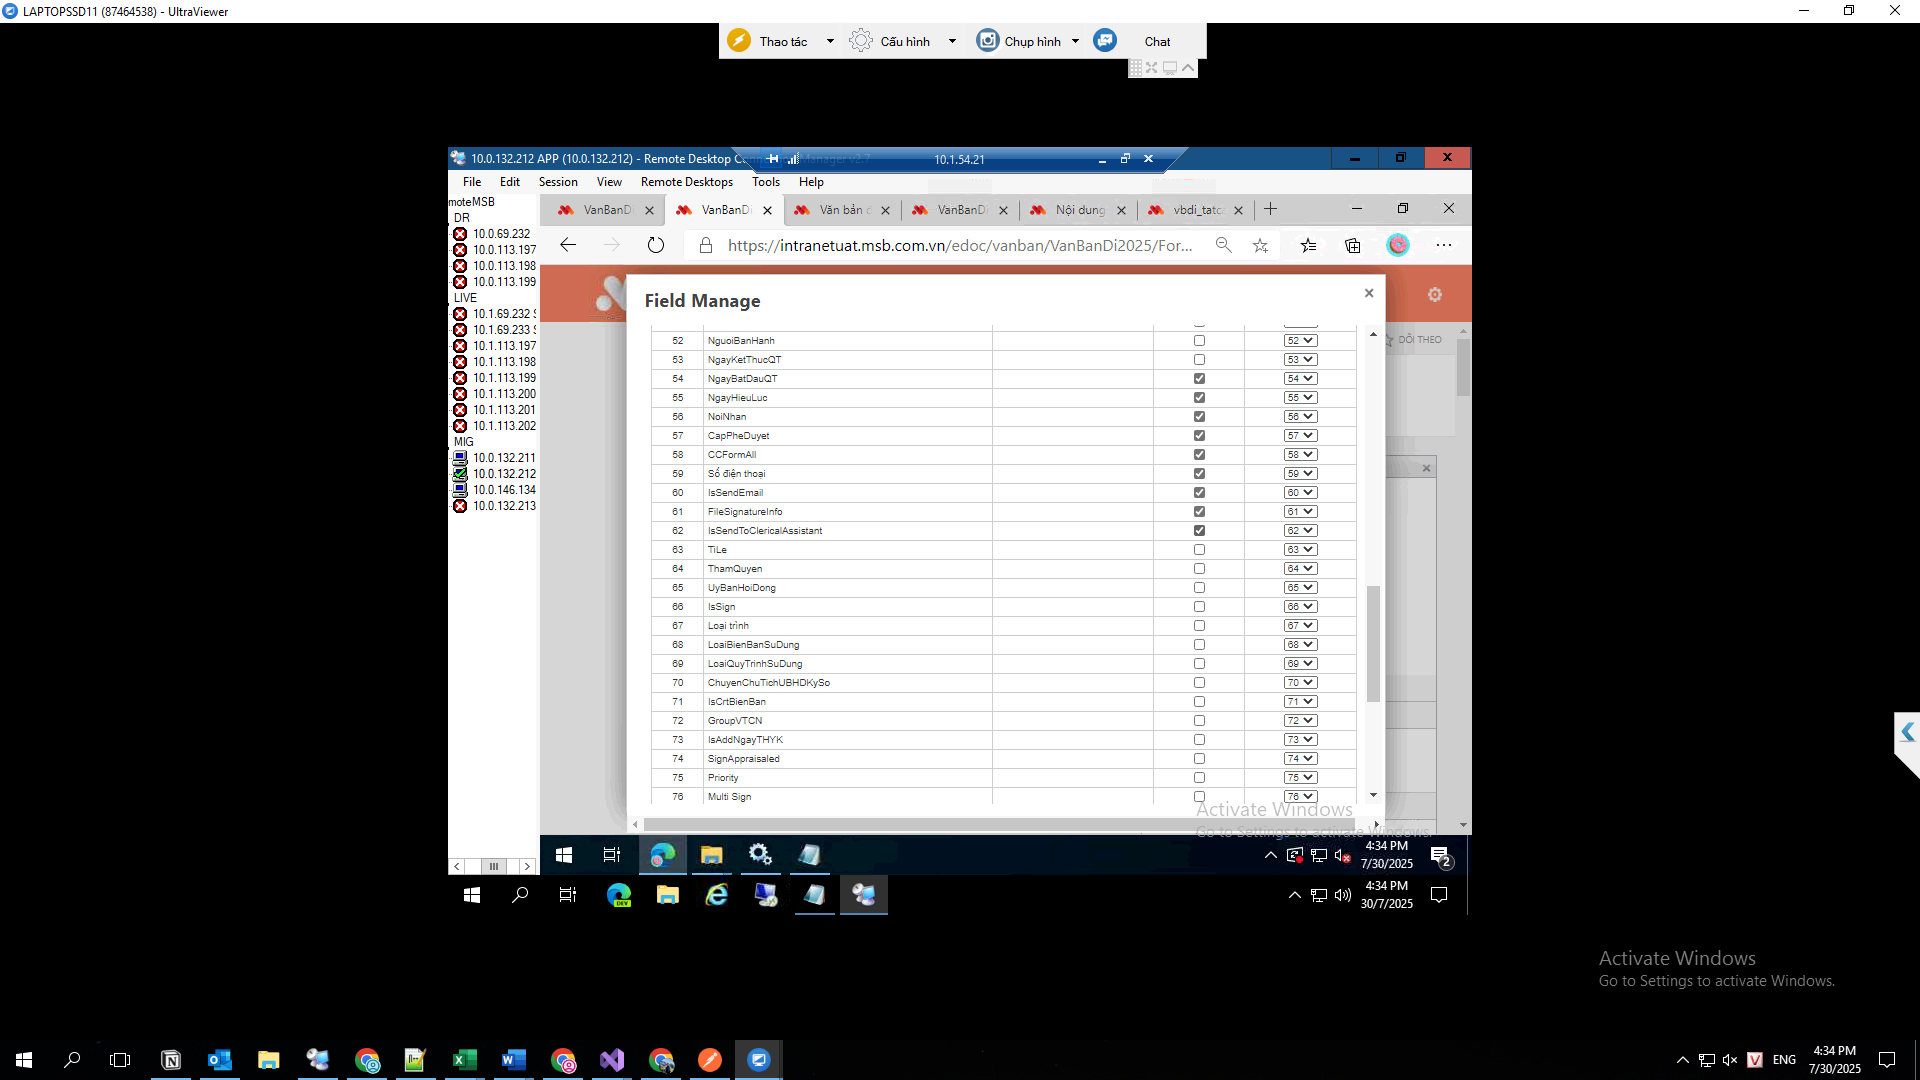 LAPTOPSSD11 (87464538) - UltraViewer
Thao tác
Cấu hình
Chụp hình
Chat
10.0.132.212 APP (10.0.132.212) - Remote Desktop
10.1.54.21
File Edit Session View Remote Desktops Tools Help
moteMSB
DR
10.0.69.232
10.0.113.197
10.0.113.198
10.0.113.199
LIVE
10.1.69.232 S
10.1.69.233 S
10.1.113.197
10.1.113.198
10.1.113.199
10.1.113.200
10.1.113.201
10.1.113.202
MIG
10.0.132.211
10.0.132.212
10.0.146.134
10.0.132.213
VanBanDi
VanBanDi
Văn bản
VanBanDi
Nội dung
vbdi_tatc
https://intranetuat.msb.com.vn/edoc/vanban/VanBanDi2025/For...
Field Manage
DÕI THEO
52 NguoiBanHanh 52
53 NgayKetThucQT 53
54 NgayBatDauQT 54
55 NgayHieuLuc 55
56 NoiNhan 56
57 CapPheDuyet 57
58 CCFormAll 58
59 Số điện thoại 59
60 IsSendEmail 60
61 FileSignatureInfo 61
62 IsSendToClericalAssistant 62
63 TiLe 63
64 ThamQuyen 64
65 UyBanHoiDong 65
66 IsSign 66
67 Loại trình 67
68 LoaiBienBanSuDung 68
69 LoaiQuyTrinhSuDung 69
70 ChuyenChuTichUBHDKySo 70
71 IsCrtBienBan 71
72 GroupVTCN 72
73 IsAddNgayTHYK 73
74 SignAppraisaled 74
75 Priority 75
76 Multi Sign 76
Activate Windows
Go to Settings to activate Windows.
4:34 PM
7/30/2025
2
4:34 PM
30/7/2025
Activate Windows
Go to Settings to activate Windows.
ENG
4:34 PM
7/30/2025